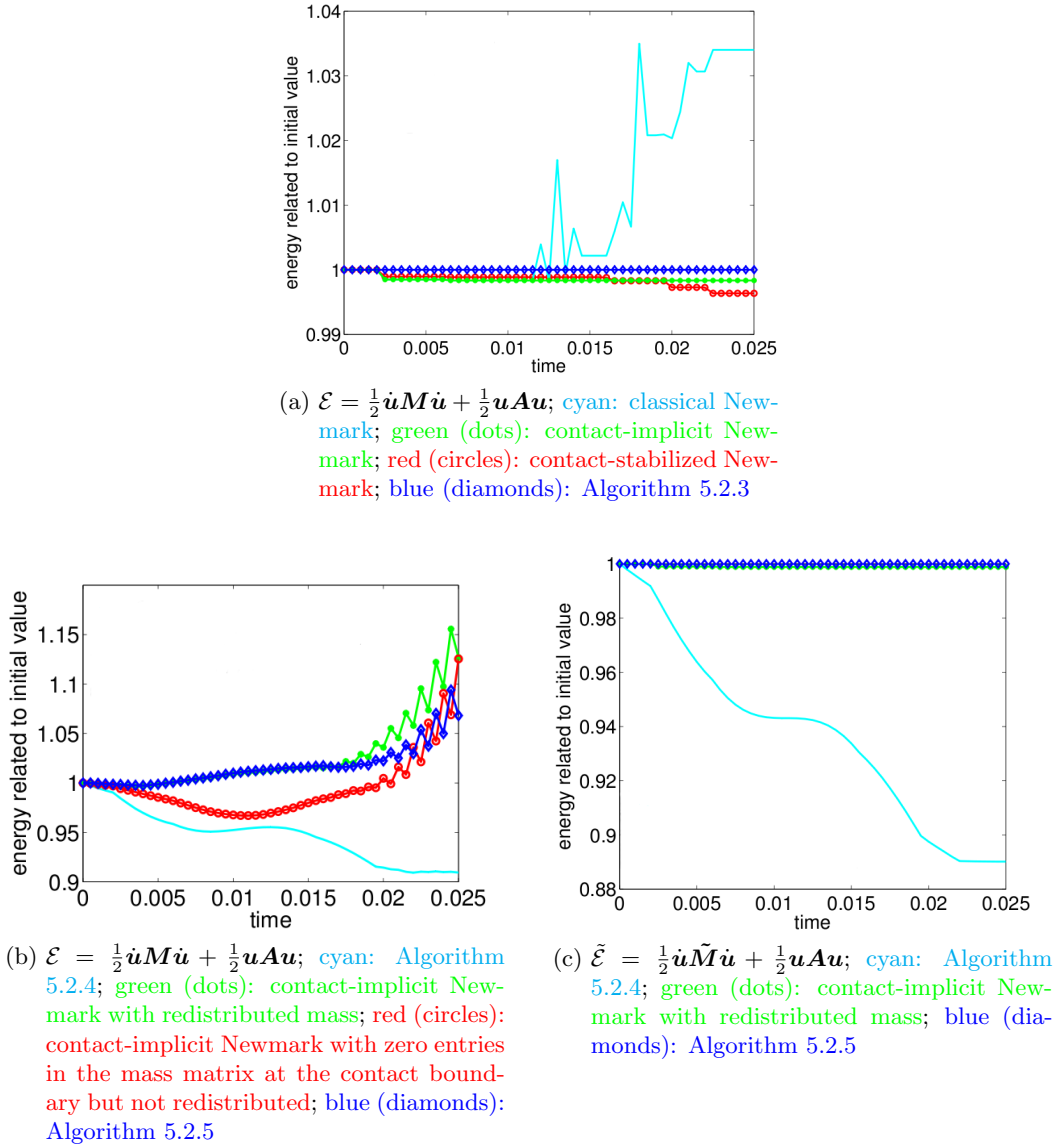 1.04
1.03
1.02
1.01
1
0.99
energy related to initial value
0 0.005 0.01 0.015 0.02 0.025
time
(a) ℰ = ½u̇Mu̇ + ½uAu; cyan: classical New-
mark; green (dots): contact-implicit New-
mark; red (circles): contact-stabilized New-
mark; blue (diamonds): Algorithm 5.2.3
1.15
1.1
1.05
1
0.95
0.9
energy related to initial value
0 0.005 0.01 0.015 0.02 0.025
time
(b) ℰ = ½u̇Mu̇ + ½uAu; cyan: Algorithm
5.2.4; green (dots): contact-implicit New-
mark with redistributed mass; red (circles):
contact-implicit Newmark with zero entries
in the mass matrix at the contact bound-
ary but not redistributed; blue (diamonds):
Algorithm 5.2.5
1
0.98
0.96
0.94
0.92
0.9
0.88
energy related to initial value
0 0.005 0.01 0.015 0.02 0.025
time
(c) ℰ̃ = ½u̇M̃u̇ + ½uAu; cyan: Algorithm
5.2.4; green (dots): contact-implicit New-
mark with redistributed mass; blue (dia-
monds): Algorithm 5.2.5